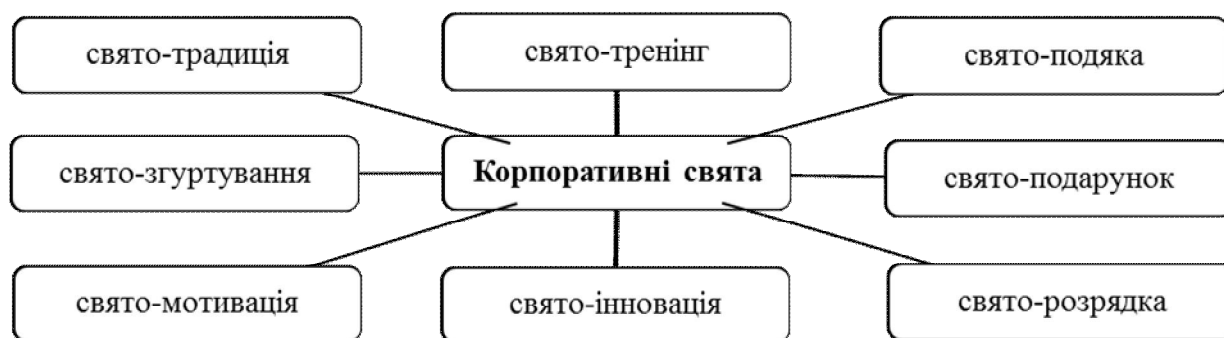 свято-традиція
свято-тренінг
свято-подяка
свято-згуртування
Корпоративні свята
свято-подарунок
свято-мотивація
свято-інновація
свято-розрядка